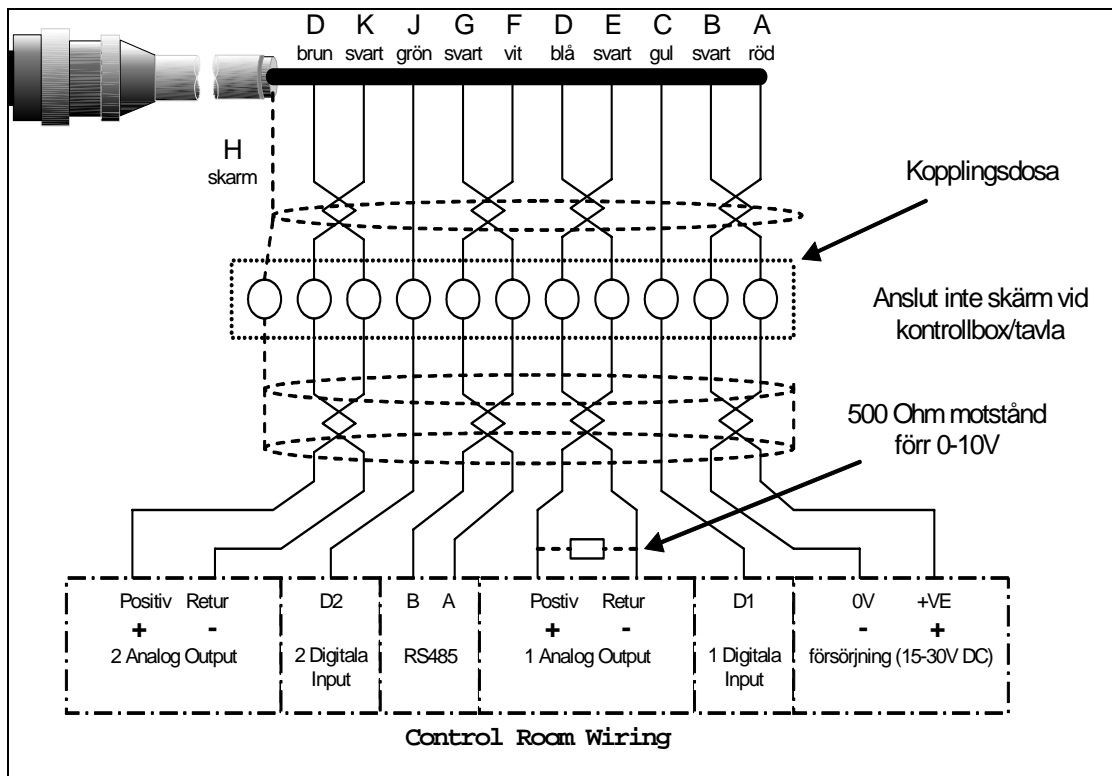 D K J G F D E C B A
brun svart grön svart vit blå svart gul svart röd
H
skarm
Kopplingsdosa
Anslut inte skärm vid
kontrollbox/tavla
500 Ohm motstånd
förr 0-10V
Positiv Retur
+ -
2 Analog Output
D2
2 Digitala
Input
B A
RS485
Postiv Retur
+ -
1 Analog Output
D1
1 Digitala
Input
0V +VE
- +
försörjning (15-30V DC)
Control Room Wiring